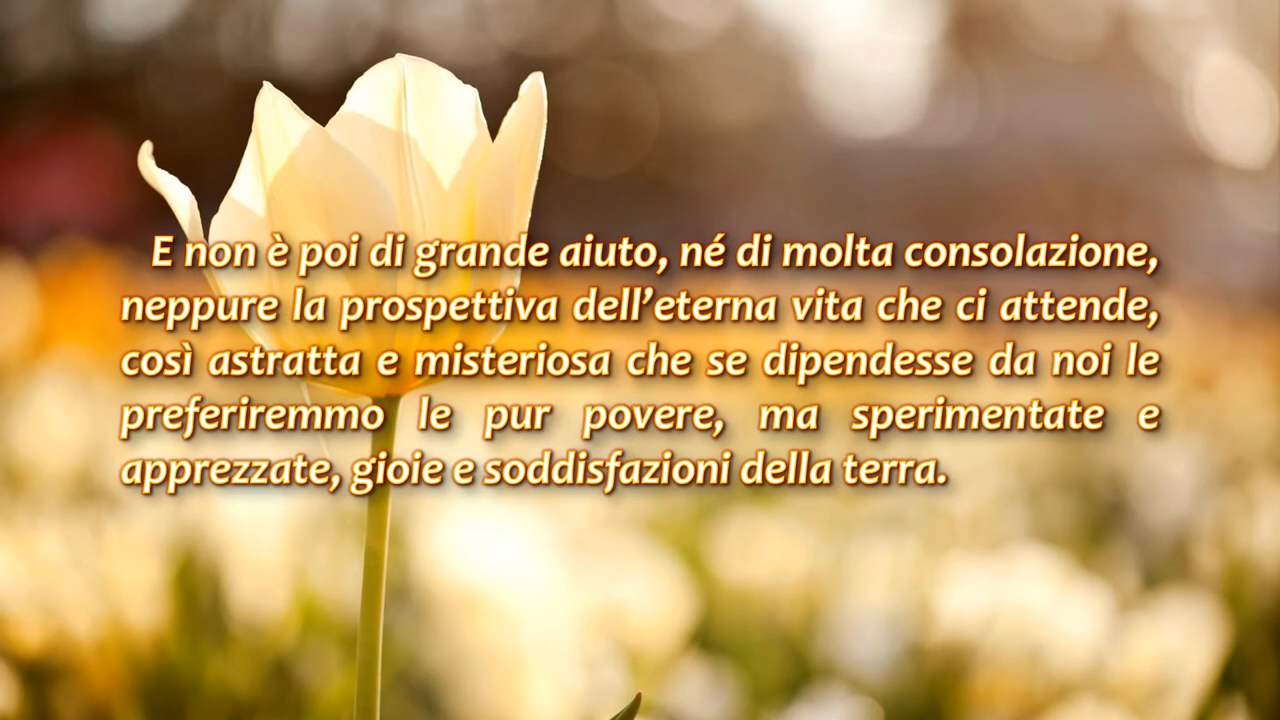 E non è poi di grande aiuto, né di molta consolazione,
neppure la prospettiva dell’eterna vita che ci attende,
così astratta e misteriosa che se dipendesse da noi le
preferiremmo le pur povere, ma sperimentate e
apprezzate, gioie e soddisfazioni della terra.